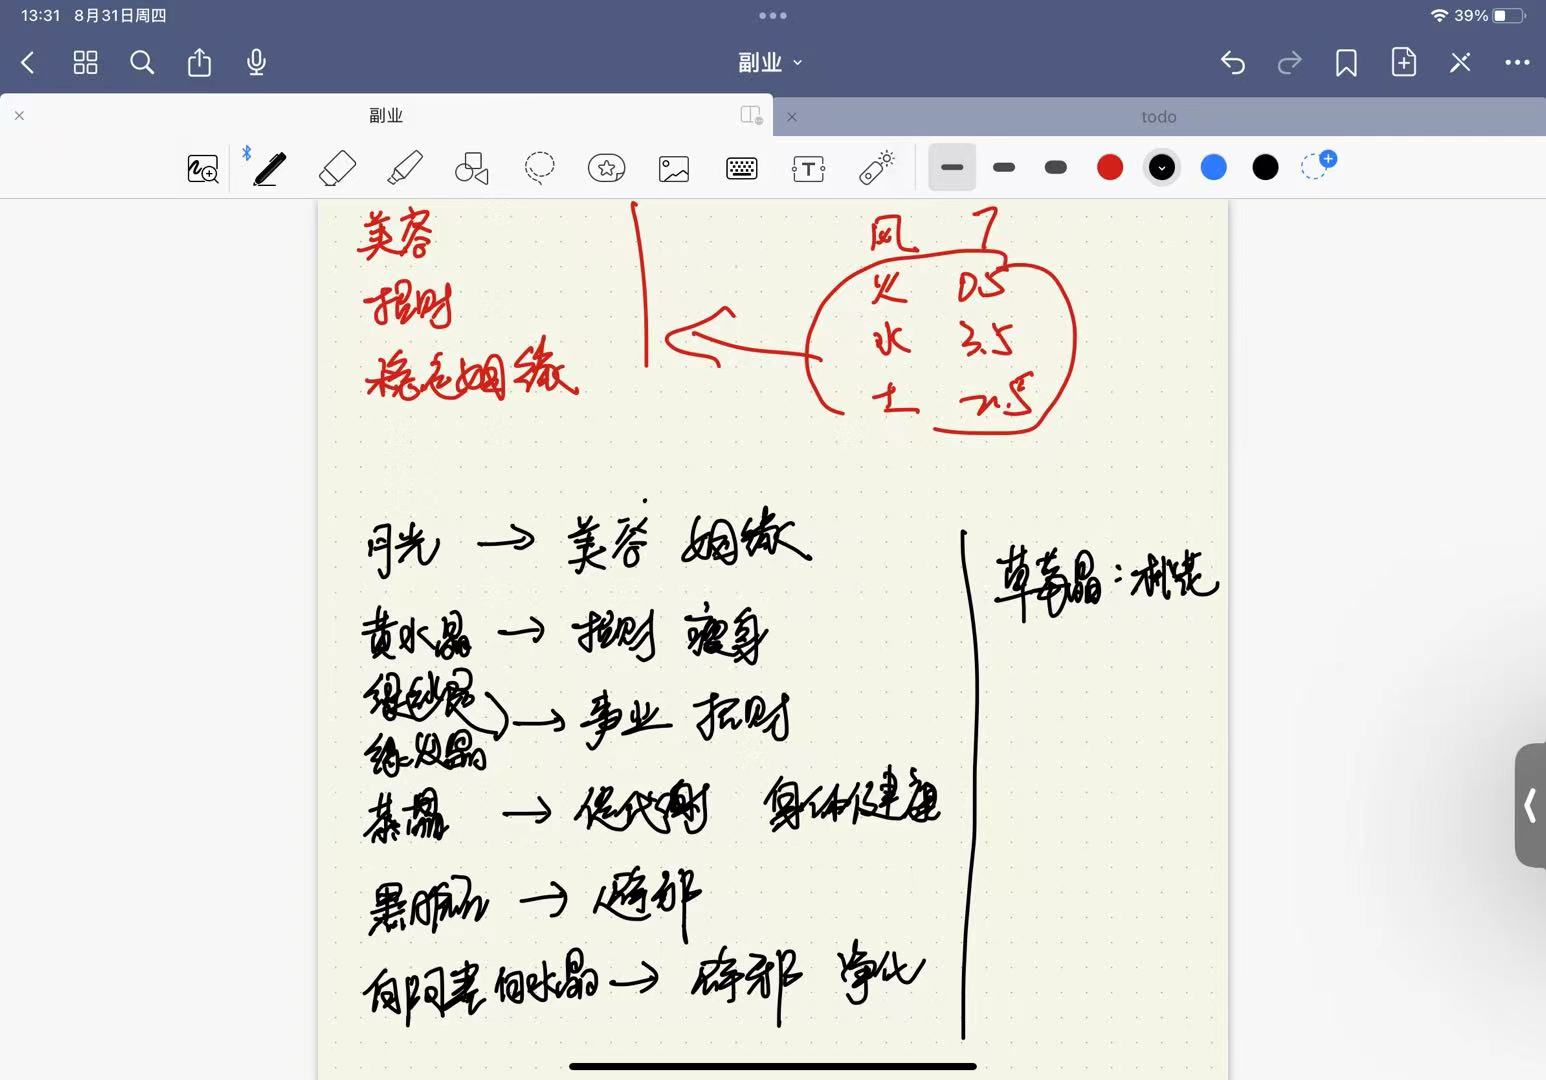 13:31 8月31日周四
39%
副业
副业
todo
美容
招财
稳定姻缘
风 7
火 0.5
水 3.5
土 2.5
月光 → 美容 姻缘
黄水晶 → 招财 瘦身
绿幽灵
绿发晶
→ 事业 招财
茶晶 → 促代谢 身体健康
黑曜石 → 避邪
白阿塞 白水晶 → 辟邪 净化
草莓晶：桃花